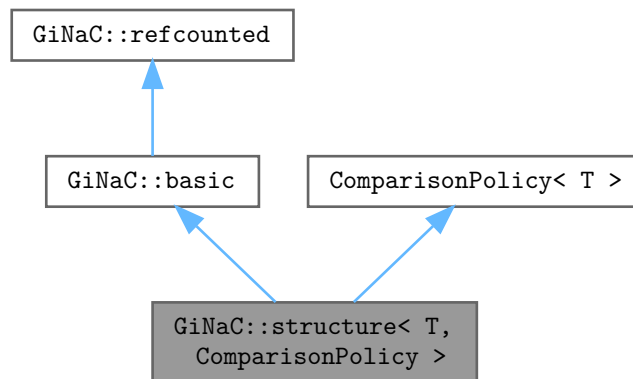 GiNaC::refcounted
GiNaC::basic
ComparisonPolicy< T >
GiNaC::structure< T,
ComparisonPolicy >